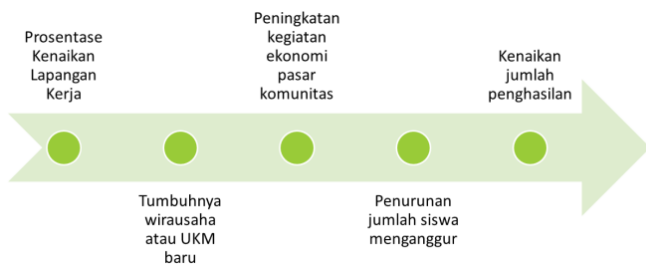 Prosentase
Kenaikan
Lapangan
Kerja
Tumbuhnya
wirausaha
atau UKM
baru
Peningkatan
kegiatan
ekonomi
pasar
komunitas
Penurunan
jumlah siswa
menganggur
Kenaikan
jumlah
penghasilan